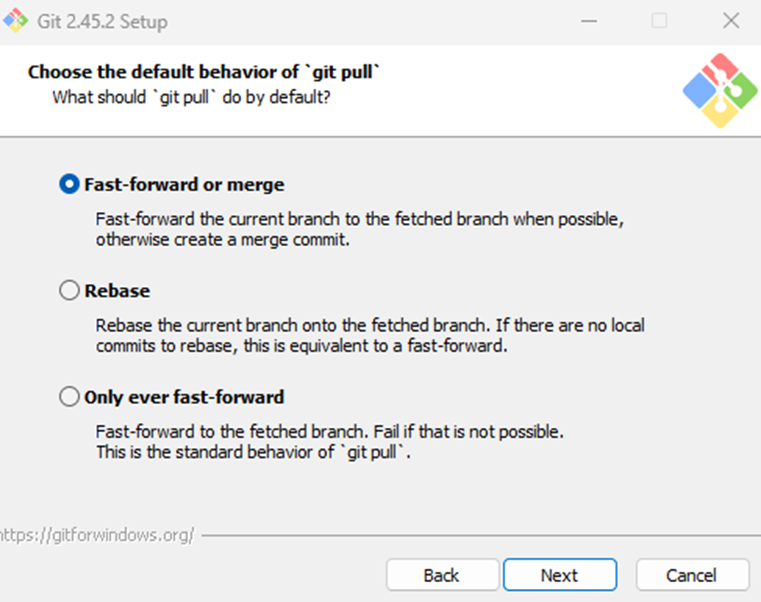 Git 2.45.2 Setup
Choose the default behavior of `git pull`
What should `git pull` do by default?
Fast-forward or merge
Fast-forward the current branch to the fetched branch when possible,
otherwise create a merge commit.
Rebase
Rebase the current branch onto the fetched branch. If there are no local
commits to rebase, this is equivalent to a fast-forward.
Only ever fast-forward
Fast-forward to the fetched branch. Fail if that is not possible.
This is the standard behavior of `git pull`.
https://gitforwindows.org/
Back
Next
Cancel